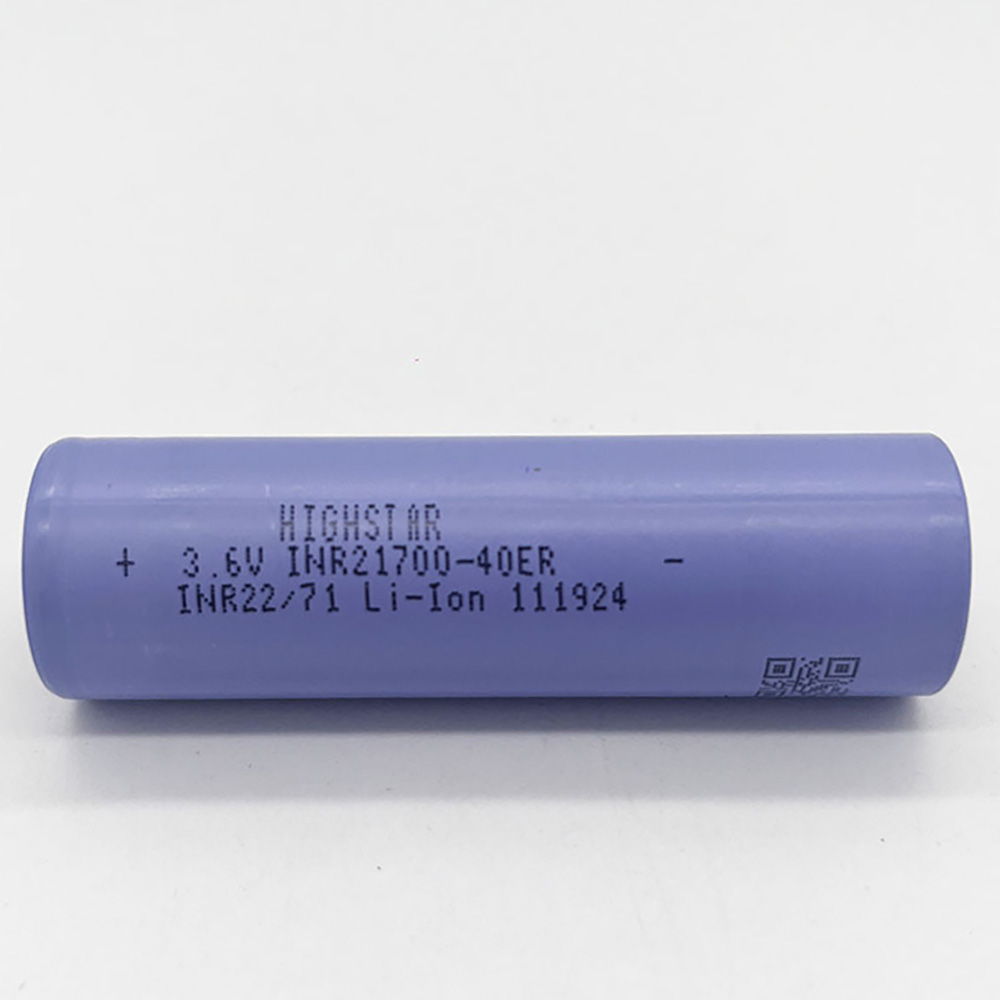 HIGHSTAR
+ 3.6V INR21700-40ER -
INR22/71 Li-Ion 111924